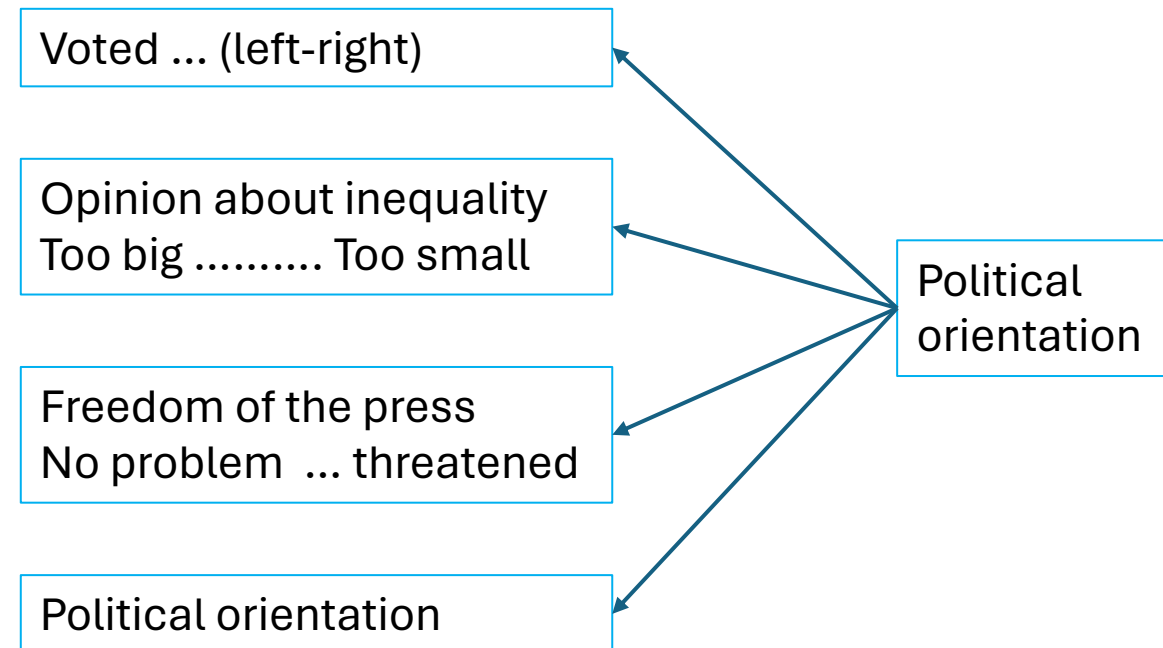 Voted ... (left-right)
Opinion about inequality
Too big .......... Too small
Political
orientation
Freedom of the press
No problem ... threatened
Political orientation